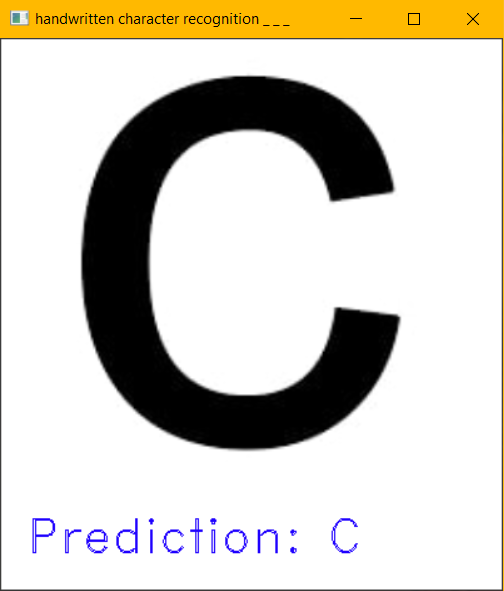 handwritten character recognition _ _ _
C
Prediction: C